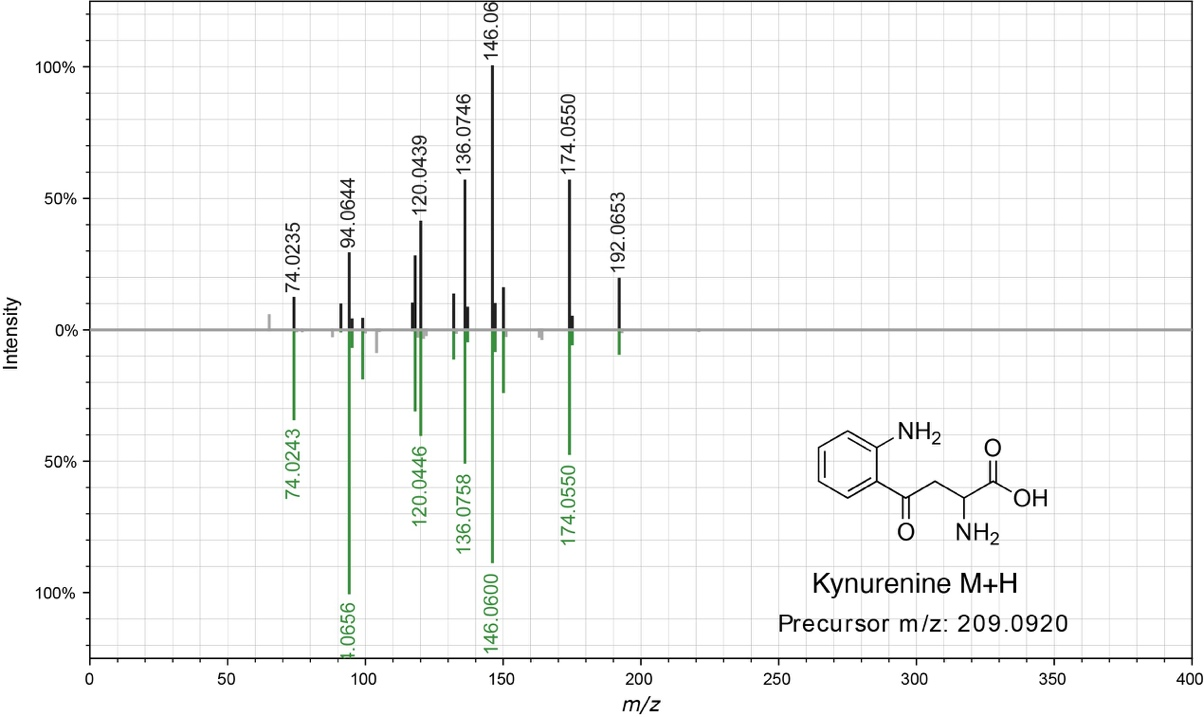 146.06
100%
136.0746
174.0550
120.0439
50%
94.0644
192.0653
74.0235
0%
Intensity
74.0243
120.0446
136.0758
174.0550
50%
146.0600
4.0656
100%
NH2
O
OH
O
NH2
Kynurenine M+H
Precursor m/z: 209.0920
0 50 100 150 200 250 300 350 400
m/z